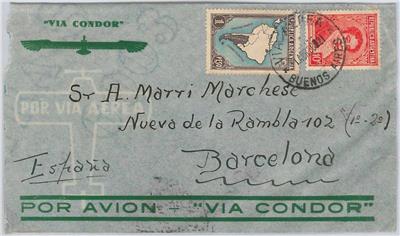 "VIA CONDOR"
POR VIA AEREA
BUENOS AIRES
Sr A. Marri Marchese
Nueva de la Rambla 102 (1º-2º)
España
Barcelona
POR AVION – "VIA CONDOR"